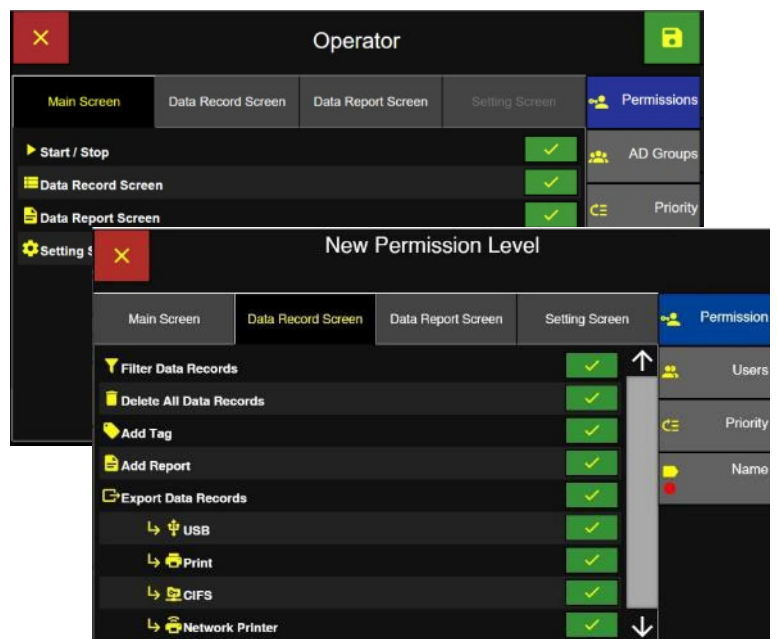 Operator
Main Screen
Data Record Screen
Data Report Screen
Setting Screen
Permissions
Start / Stop
AD Groups
Data Record Screen
Data Report Screen
Priority
Setting S
New Permission Level
Main Screen
Data Record Screen
Data Report Screen
Setting Screen
Permission
Filter Data Records
Users
Delete All Data Records
Add Tag
Priority
Add Report
Name
Export Data Records
USB
Print
CIFS
Network Printer